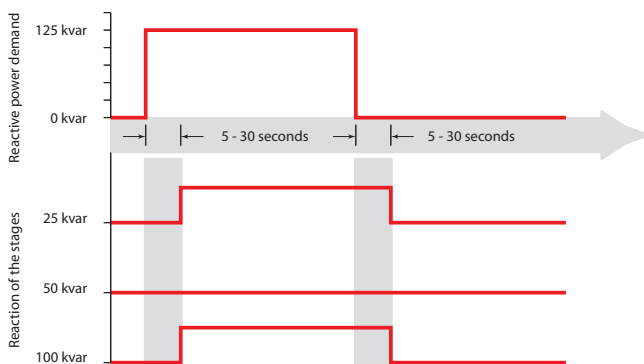 Reactive power demand
125 kvar
0 kvar
5 - 30 seconds
5 - 30 seconds
Reaction of the stages
25 kvar
50 kvar
100 kvar